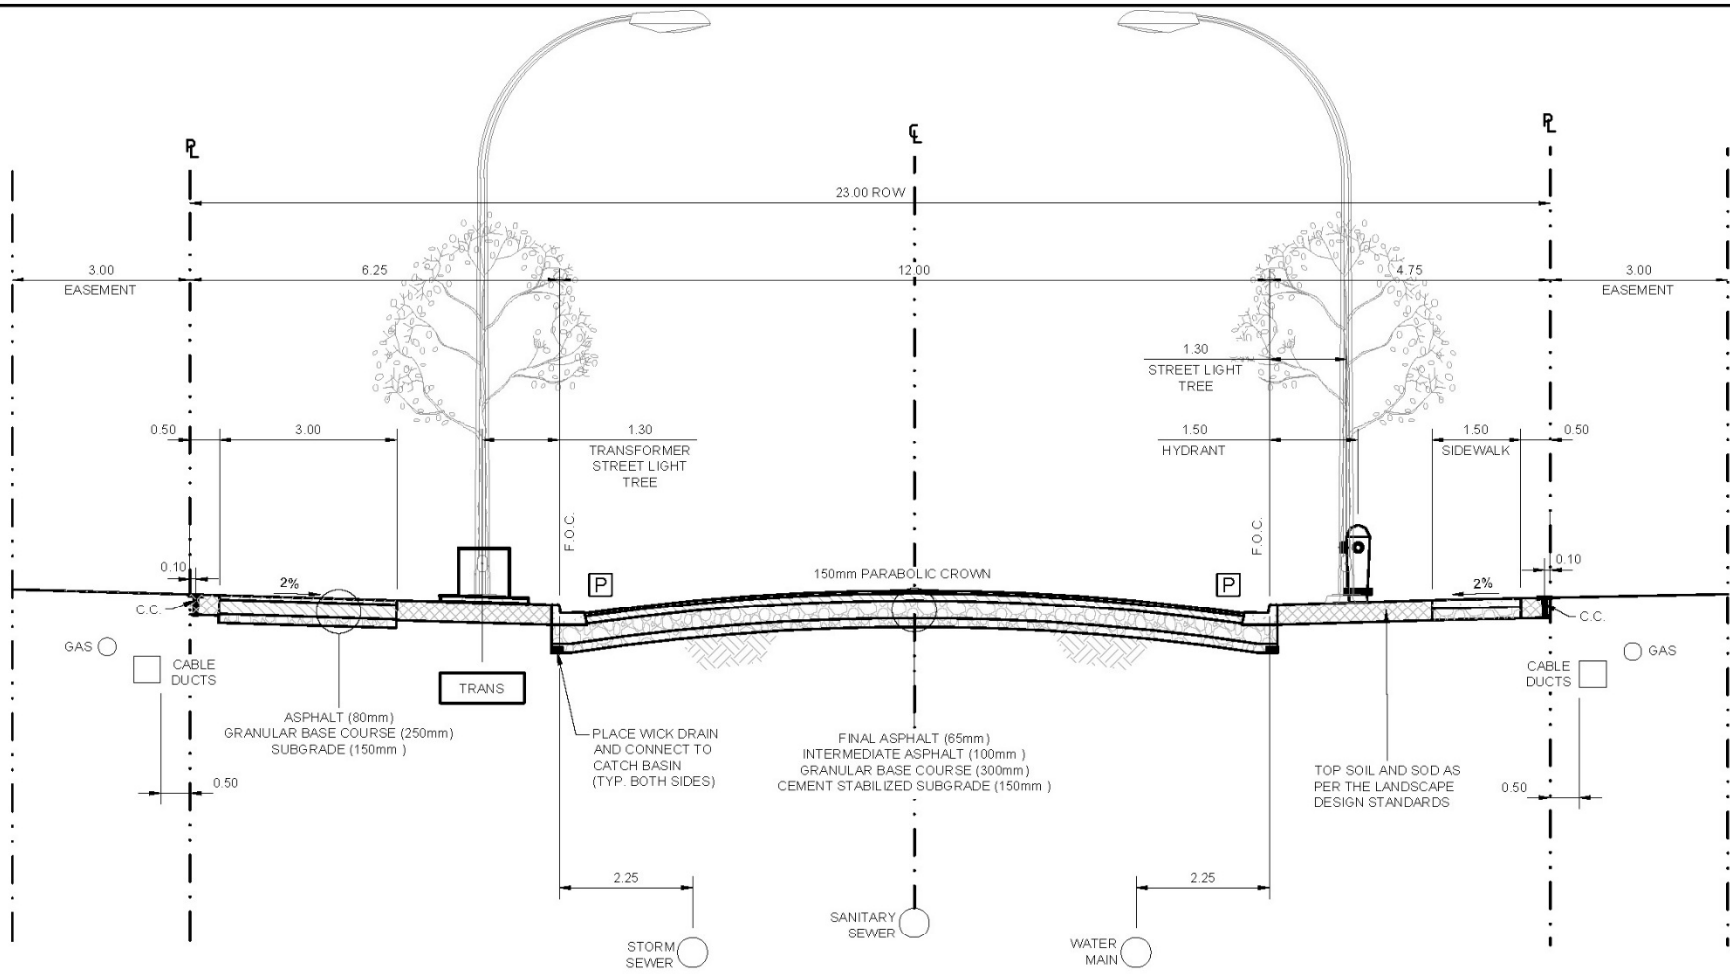 PL
CL
PL
23.00 ROW
3.00
EASEMENT
6.25
12.00
4.75
3.00
EASEMENT
1.30
STREET LIGHT
TREE
0.50
3.00
1.30
TRANSFORMER
STREET LIGHT
TREE
1.50
HYDRANT
1.50
SIDEWALK
0.50
F.O.C.
F.O.C.
0.10
2%
P
150mm PARABOLIC CROWN
P
2%
0.10
C.C.
C.C.
GAS
CABLE
DUCTS
TRANS
CABLE
DUCTS
GAS
ASPHALT (80mm)
GRANULAR BASE COURSE (250mm)
SUBGRADE (150mm )
PLACE WICK DRAIN
AND CONNECT TO
CATCH BASIN
(TYP. BOTH SIDES)
FINAL ASPHALT (65mm)
INTERMEDIATE ASPHALT (100mm )
GRANULAR BASE COURSE (300mm)
CEMENT STABILIZED SUBGRADE (150mm )
TOP SOIL AND SOD AS
PER THE LANDSCAPE
DESIGN STANDARDS
0.50
0.50
2.25
2.25
STORM
SEWER
SANITARY
SEWER
WATER
MAIN